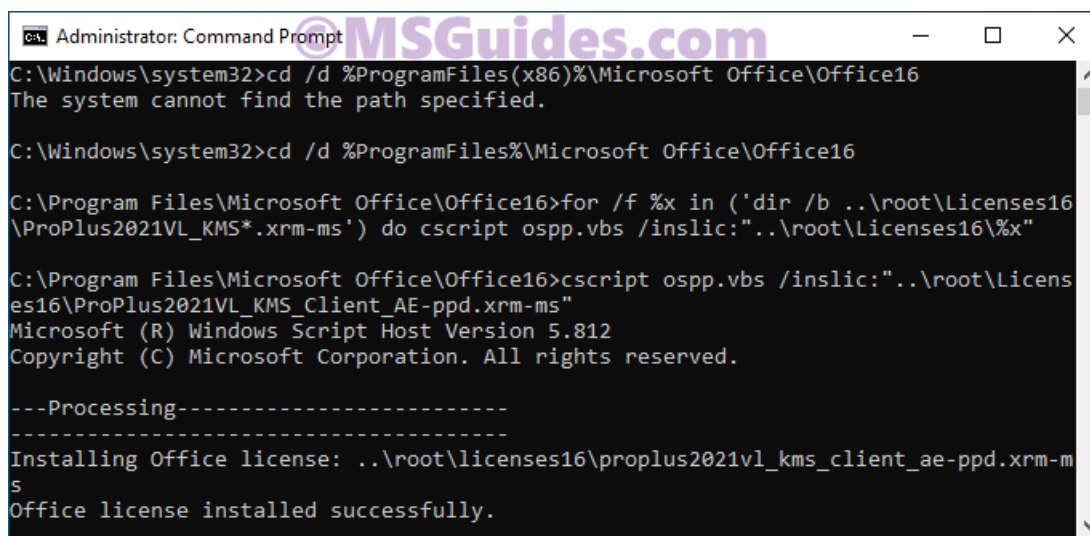 @MSGuides.com
Administrator: Command Prompt
C:\Windows\system32>cd /d %ProgramFiles(x86)%\Microsoft Office\Office16
The system cannot find the path specified.
C:\Windows\system32>cd /d %ProgramFiles%\Microsoft Office\Office16
C:\Program Files\Microsoft Office\Office16>for /f %x in ('dir /b ..\root\Licenses16
\ProPlus2021VL_KMS*.xrm-ms') do cscript ospp.vbs /inslic:"..\root\Licenses16\%x"
C:\Program Files\Microsoft Office\Office16>cscript ospp.vbs /inslic:"..\root\Licens
es16\ProPlus2021VL_KMS_Client_AE-ppd.xrm-ms"
Microsoft (R) Windows Script Host Version 5.812
Copyright (C) Microsoft Corporation. All rights reserved.
---Processing--------------------------
---------------------------------------
Installing Office license: ..\root\licenses16\proplus2021vl_kms_client_ae-ppd.xrm-m
s
Office license installed successfully.